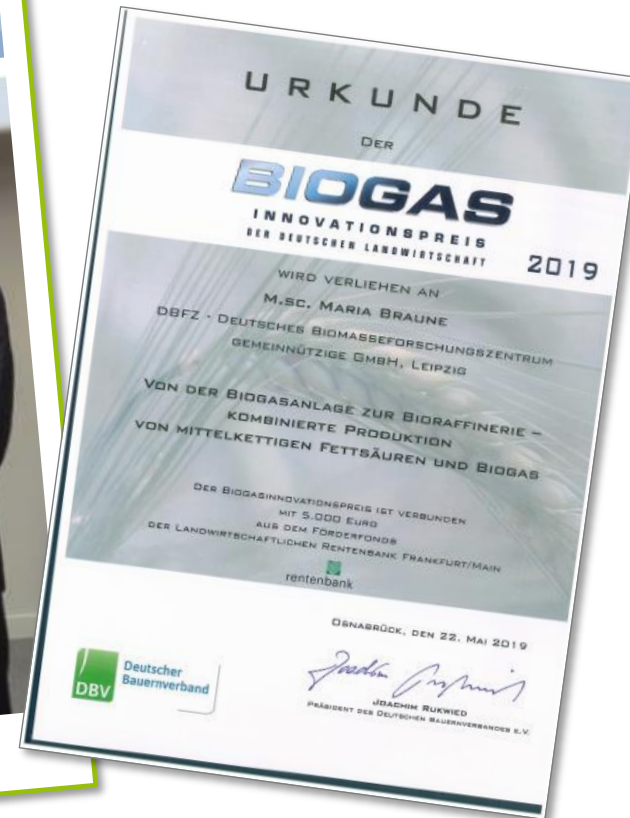 URKUNDE
DER
BIOGAS
INNOVATIONSPREIS
DER DEUTSCHEN LANDWIRTSCHAFT
2019
WIRD VERLIEHEN AN
M.SC. MARIA BRAUNE
DBFZ - DEUTSCHES BIOMASSEFORSCHUNGSZENTRUM
GEMEINNÜTZIGE GMBH, LEIPZIG
VON DER BIOGASANLAGE ZUR BIORAFFINERIE –
KOMBINIERTE PRODUKTION
VON MITTELKETTIGEN FETTSÄUREN UND BIOGAS
DER BIOGASINNOVATIONSPREIS IST VERBUNDEN
MIT 5.000 EURO
AUS DEM FÖRDERFONDS
DER LANDWIRTSCHAFTLICHEN RENTENBANK FRANKFURT/MAIN
rentenbank
OSNABRÜCK, DEN 22. MAI 2019
JOACHIM RUKWIED
PRÄSIDENT DES DEUTSCHEN BAUERNVERBANDES E.V.
DBV
Deutscher
Bauernverband